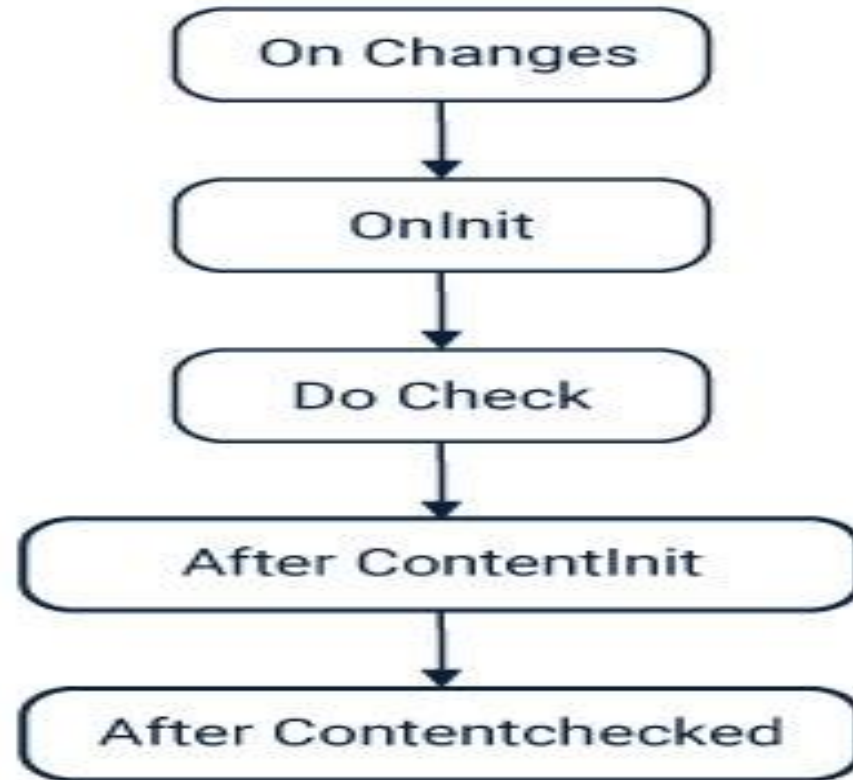 On Changes
OnInit
Do Check
After ContentInit
After Contentchecked